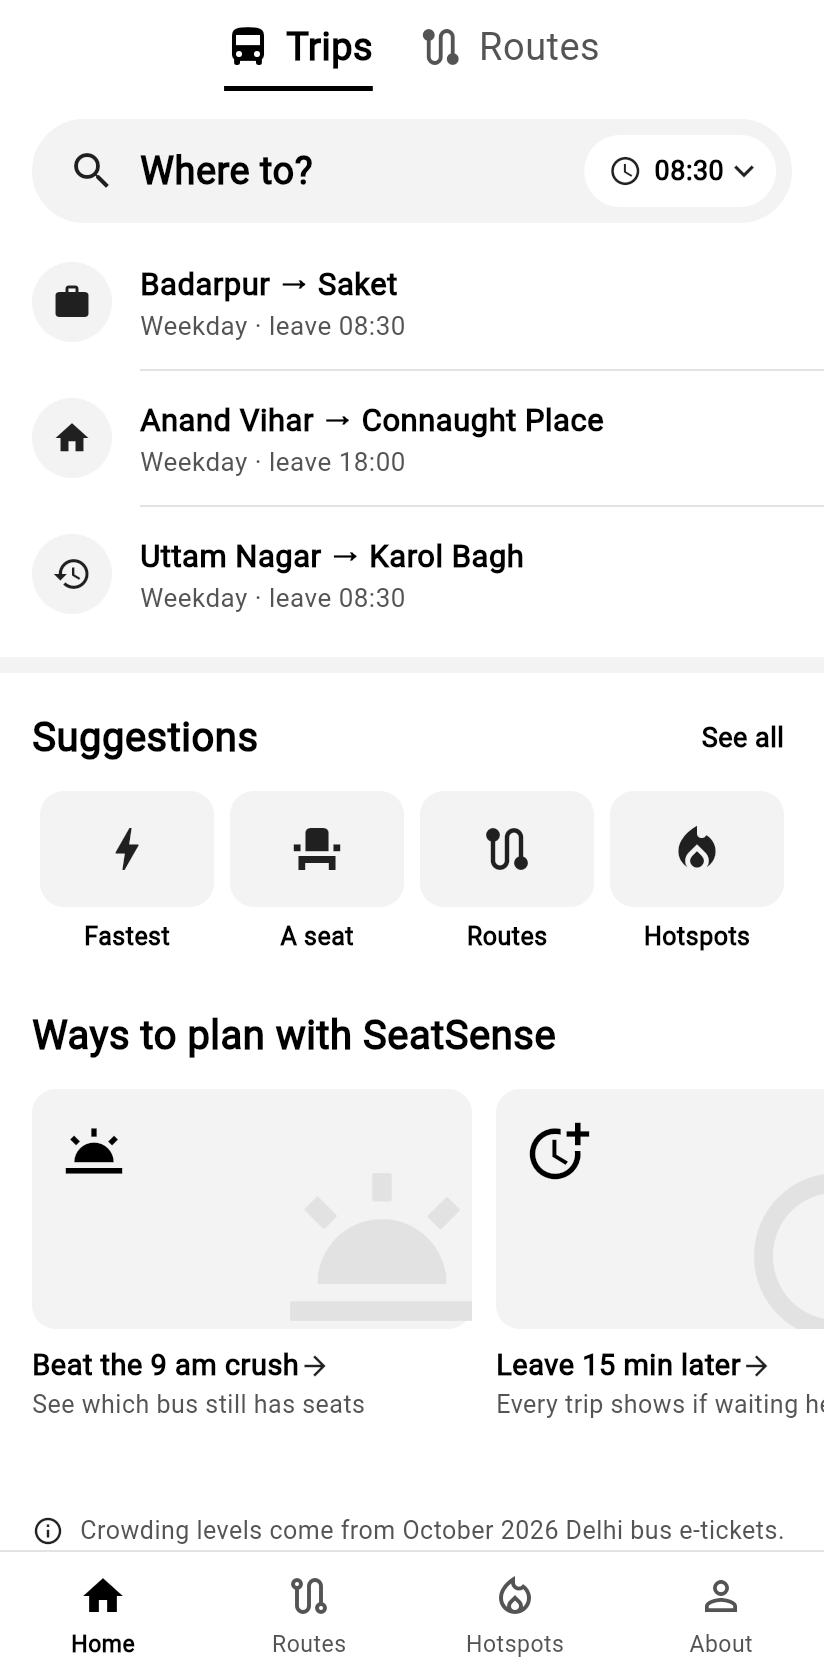 Trips
Routes
Where to?
08:30
Badarpur → Saket
Weekday · leave 08:30
Anand Vihar → Connaught Place
Weekday · leave 18:00
Uttam Nagar → Karol Bagh
Weekday · leave 08:30
Suggestions
See all
Fastest
A seat
Routes
Hotspots
Ways to plan with SeatSense
Beat the 9 am crush→
See which bus still has seats
Leave 15 min later→
Every trip shows if waiting he
Crowding levels come from October 2026 Delhi bus e-tickets.
Home
Routes
Hotspots
About